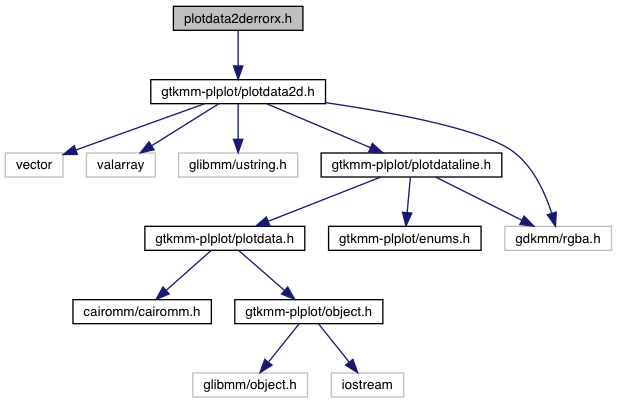 plotdata2derrorx.h
gtkmm-plplot/plotdata2d.h
vector
valarray
glibmm/ustring.h
gtkmm-plplot/plotdataline.h
gtkmm-plplot/plotdata.h
gtkmm-plplot/enums.h
gdkmm/rgba.h
cairomm/cairomm.h
gtkmm-plplot/object.h
glibmm/object.h
iostream